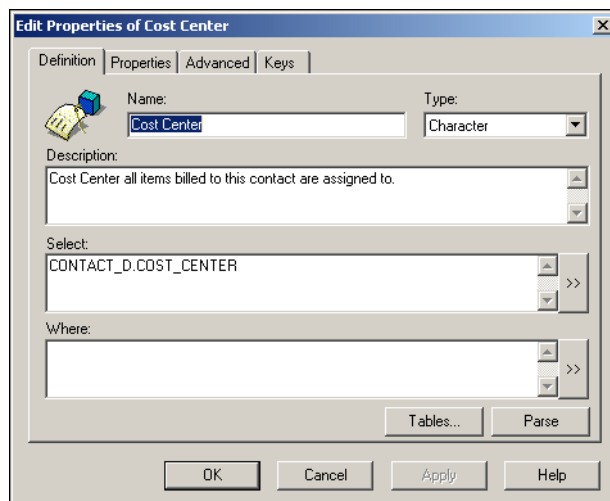 Edit Properties of Cost Center
Definition Properties Advanced Keys
Name: Type:
Cost Center Character
Description:
Cost Center all items billed to this contact are assigned to.
Select:
CONTACT_D.COST_CENTER
>>
Where:
>>
Tables... Parse
OK Cancel Apply Help